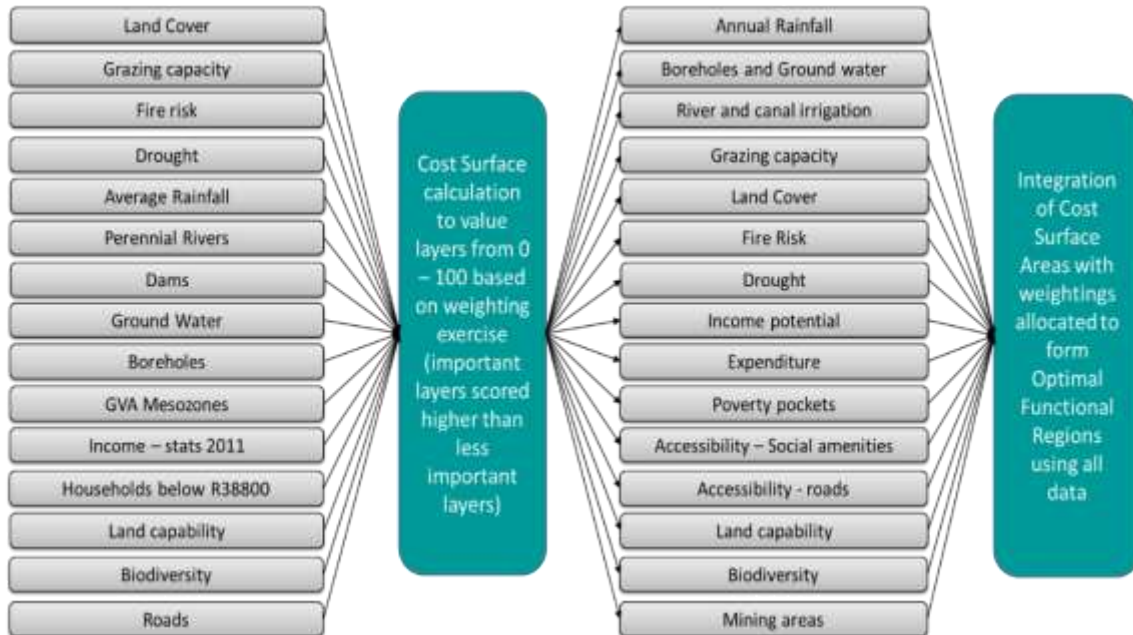 Land Cover
Grazing capacity
Fire risk
Drought
Average Rainfall
Perennial Rivers
Dams
Ground Water
Boreholes
GVA Mesozones
Income – stats 2011
Households below R38800
Land capability
Biodiversity
Roads
Cost Surface
calculation
to value
layers from 0
– 100 based
on weighting
exercise
(important
layers scored
higher than
less
important
layers)
Annual Rainfall
Boreholes and Ground water
River and canal irrigation
Grazing capacity
Land Cover
Fire Risk
Drought
Income potential
Expenditure
Poverty pockets
Accessibility – Social amenities
Accessibility - roads
Land capability
Biodiversity
Mining areas
Integration
of Cost
Surface
Areas with
weightings
allocated to
form
Optimal
Functional
Regions
using all
data